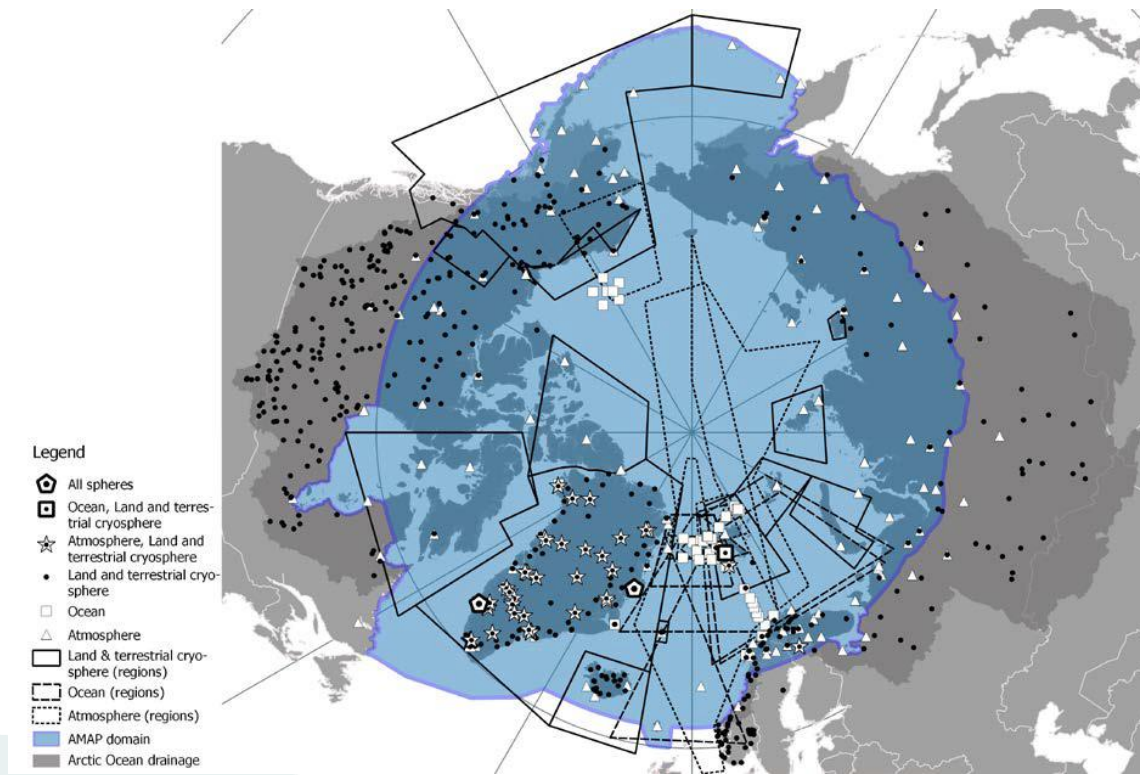 Legend
All spheres
Ocean, Land and terres-
trial cryosphere
Atmosphere, Land and
terrestrial cryosphere
Land and terrestrial cryo-
sphere
Ocean
Atmosphere
Land & terrestrial cryo-
sphere (regions)
Ocean (regions)
Atmosphere (regions)
AMAP domain
Arctic Ocean drainage